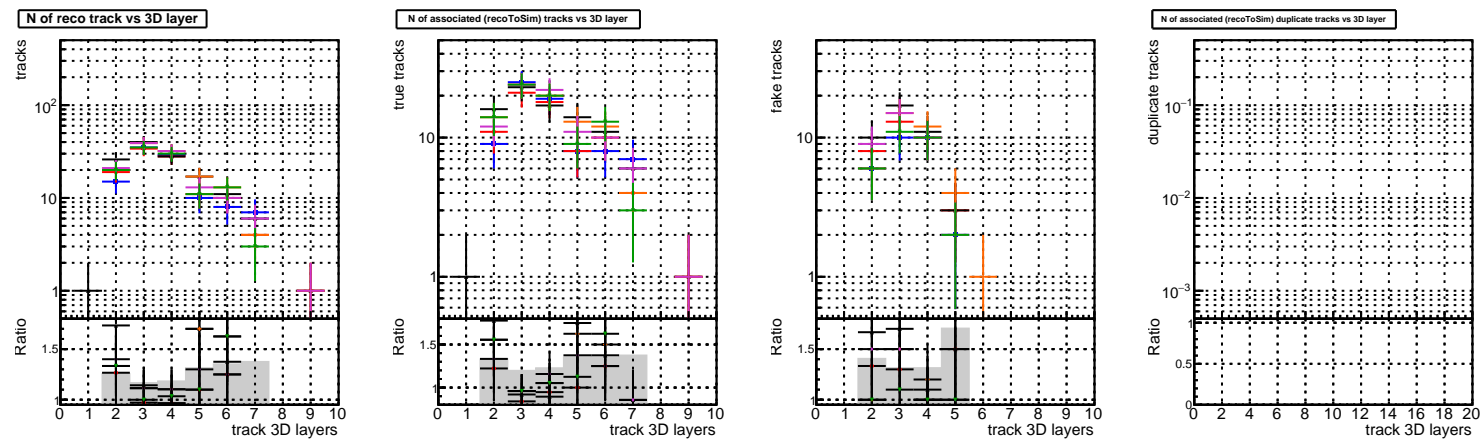 N of reco track vs 3D layer
tracks
10²
10
1
Ratio
1.5
1
0 1 2 3 4 5 6 7 8 9 10
track 3D layers
N of associated (recoToSim) tracks vs 3D layer
true tracks
10
1
Ratio
1.5
1
0 1 2 3 4 5 6 7 8 9 10
track 3D layers
fake tracks
10
1
Ratio
1.5
1
0 1 2 3 4 5 6 7 8 9 10
track 3D layers
N of associated (recoToSim) duplicate tracks vs 3D layer
duplicate tracks
10⁻¹
10⁻²
10⁻³
Ratio
1
0.5
0
0 2 4 6 8 10 12 14 16 18 20
track 3D layers